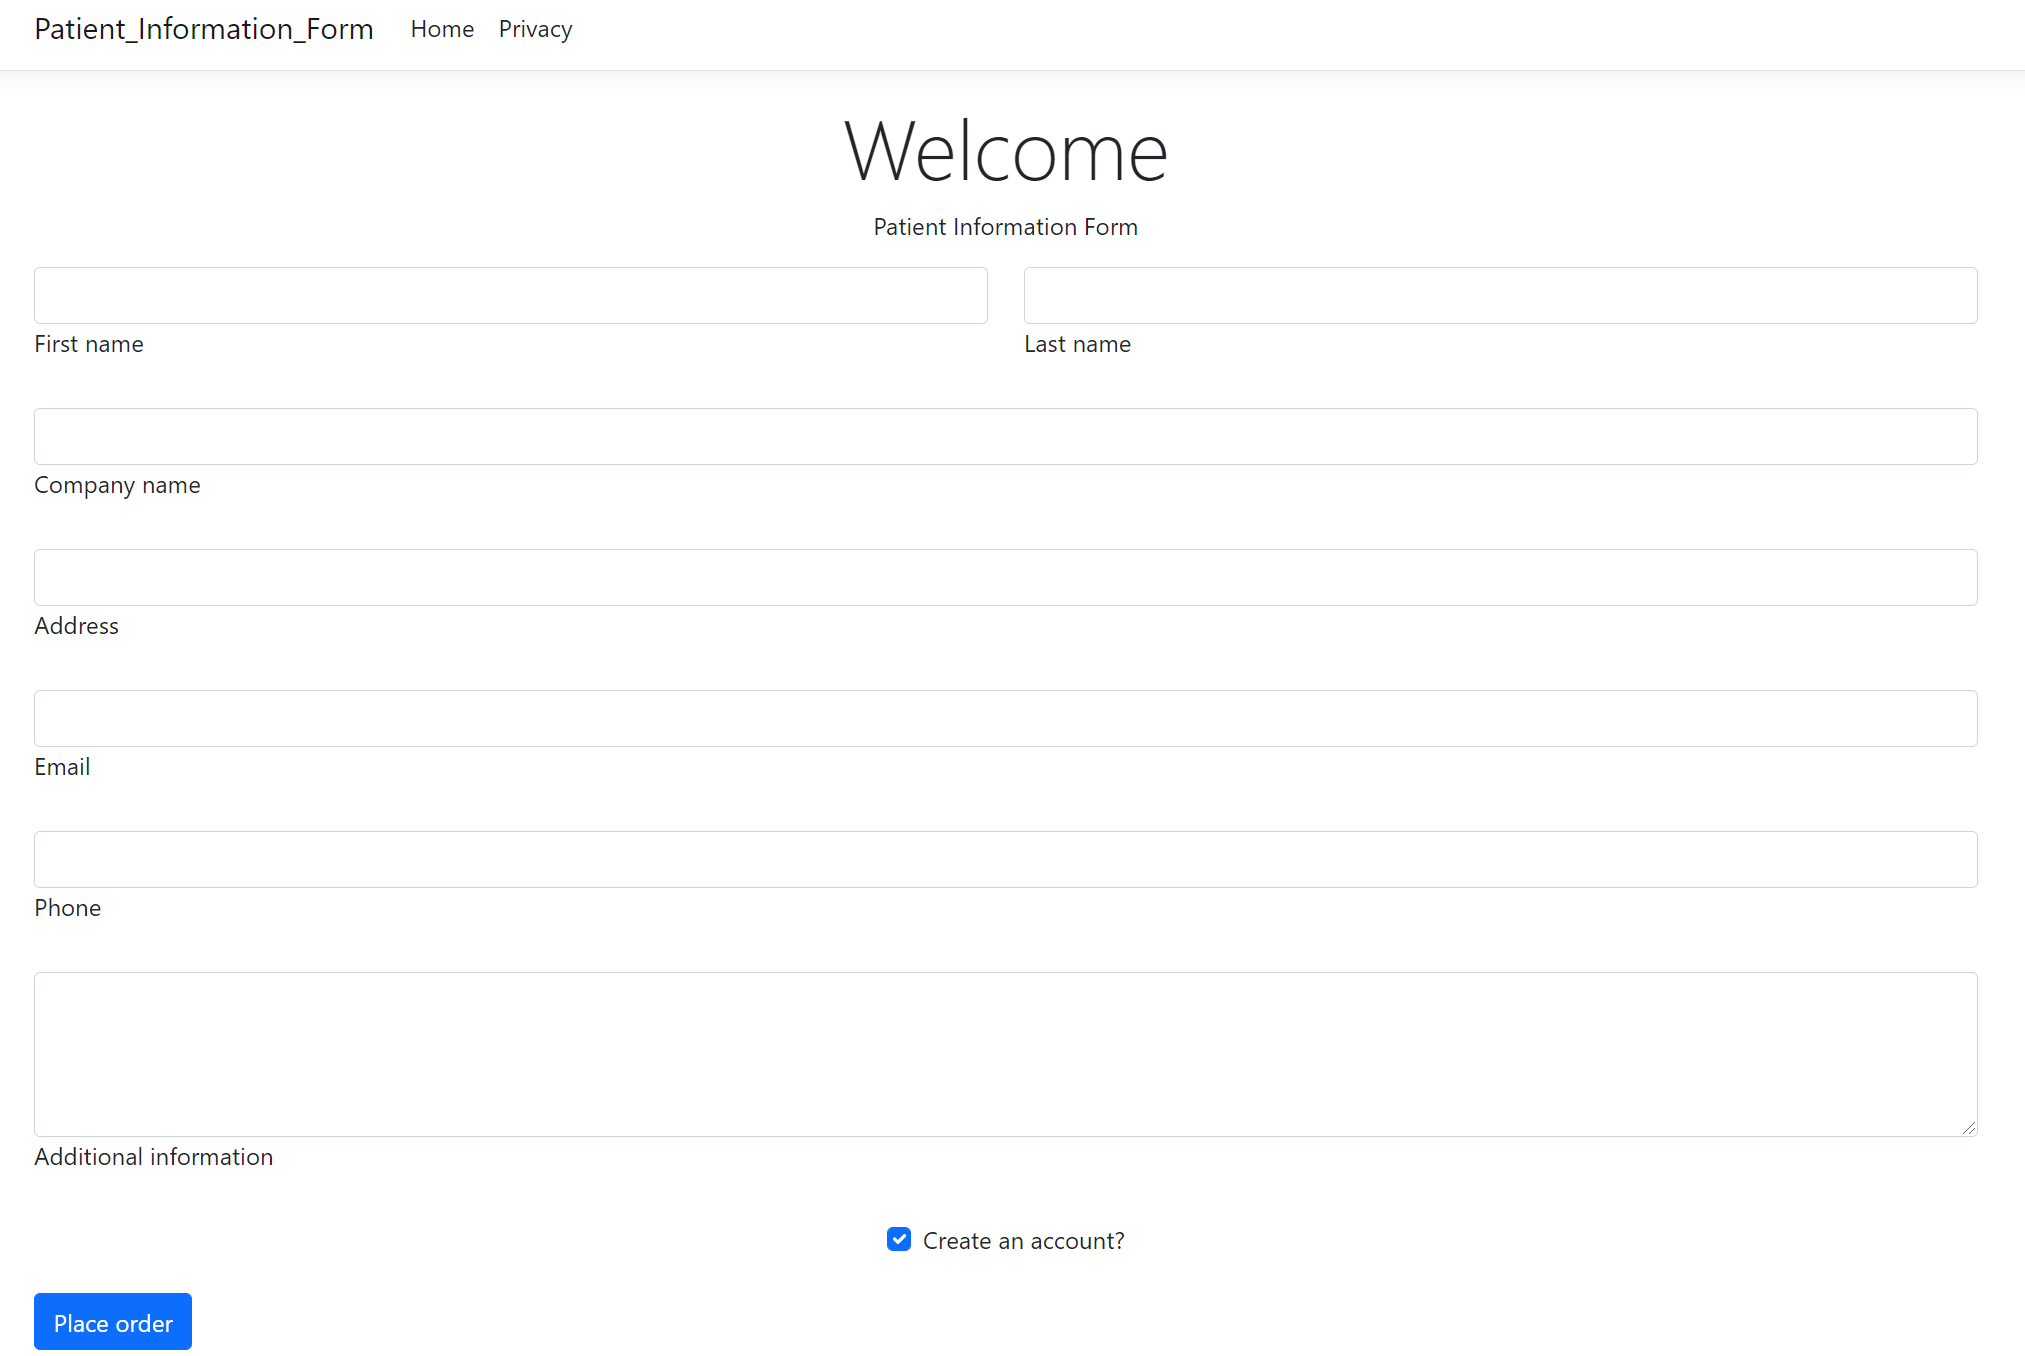 Patient_Information_Form Home Privacy
Welcome
Patient Information Form
First name Last name
Company name
Address
Email
Phone
Additional information
Create an account?
Place order